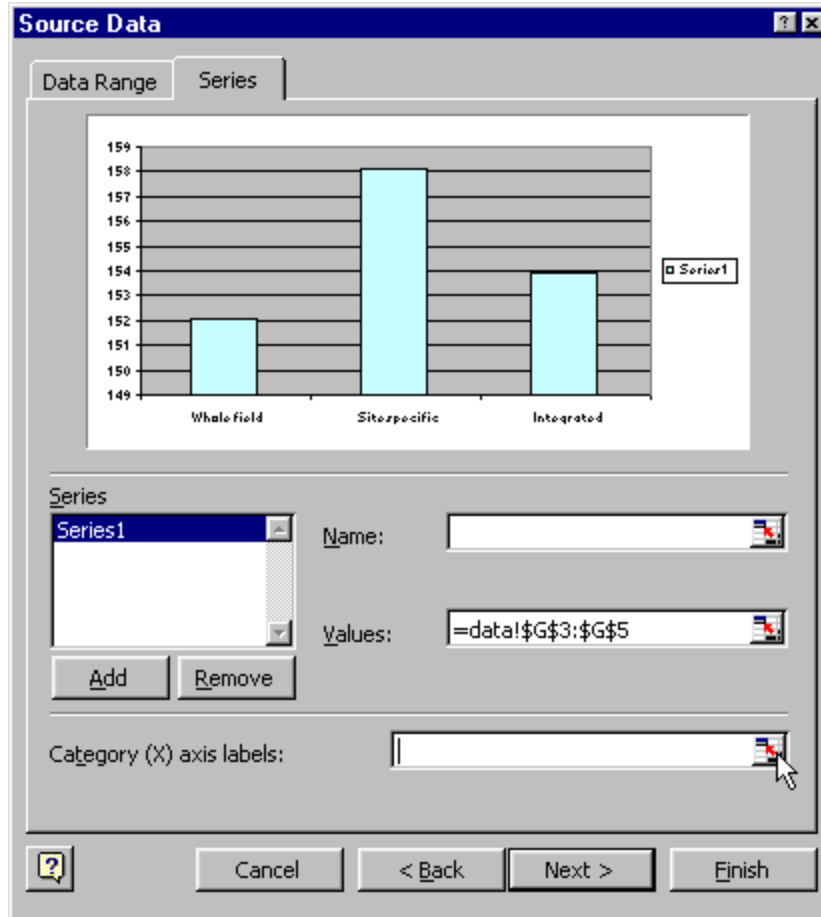 Source Data
Data Range Series
159
158
157
156
155
154
153
152
151
150
149
Whole field Site specific Integrated
Series1
Series
Series1
Name:
Values: =data!$G$3:$G$5
Add Remove
Category (X) axis labels:
Cancel < Back Next > Finish